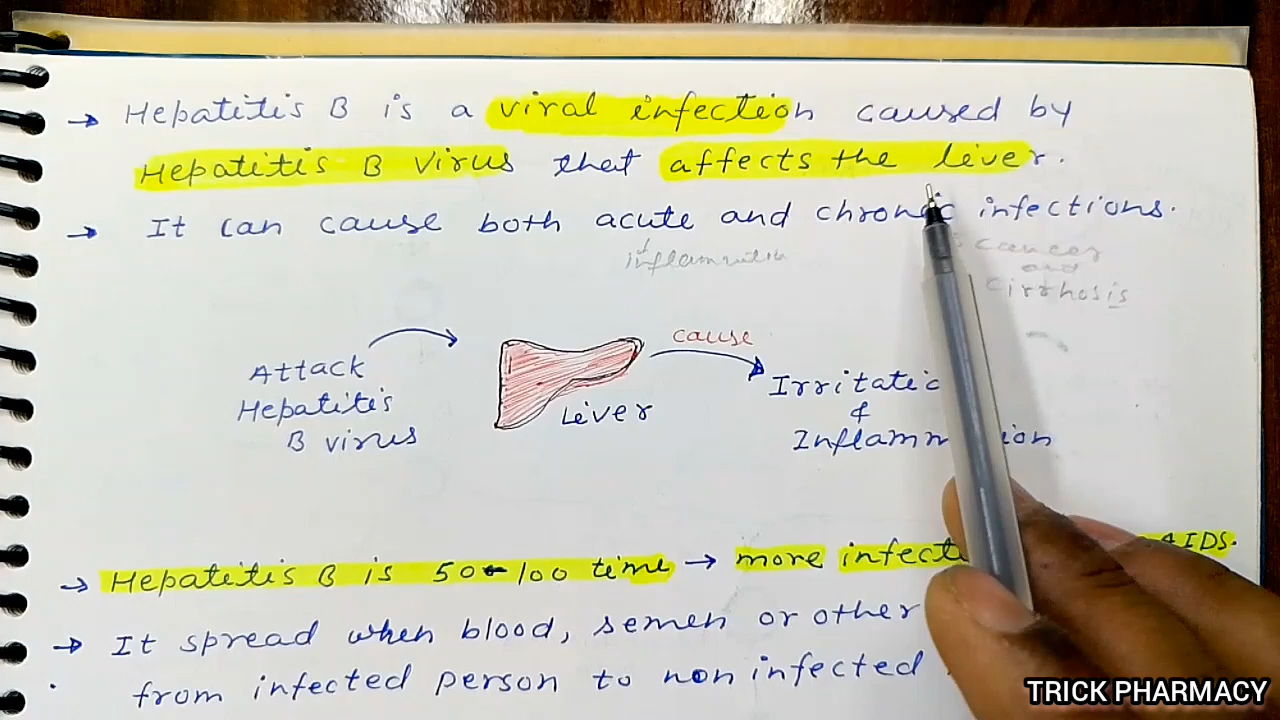 → Hepatitis B is a viral infection caused by
Hepatitis B Virus that affects the liver.
→ It can cause both acute and chronic infections.
inflammation
cancer
and
cirrhosis
Attack
Hepatitis
B virus
Liver
cause
Irritatic
&
Inflamm ion
→ Hepatitis B is 50-100 time → more infect AIDS.
→ It spread when blood, semen or other
from infected person to non infected
TRICK PHARMACY